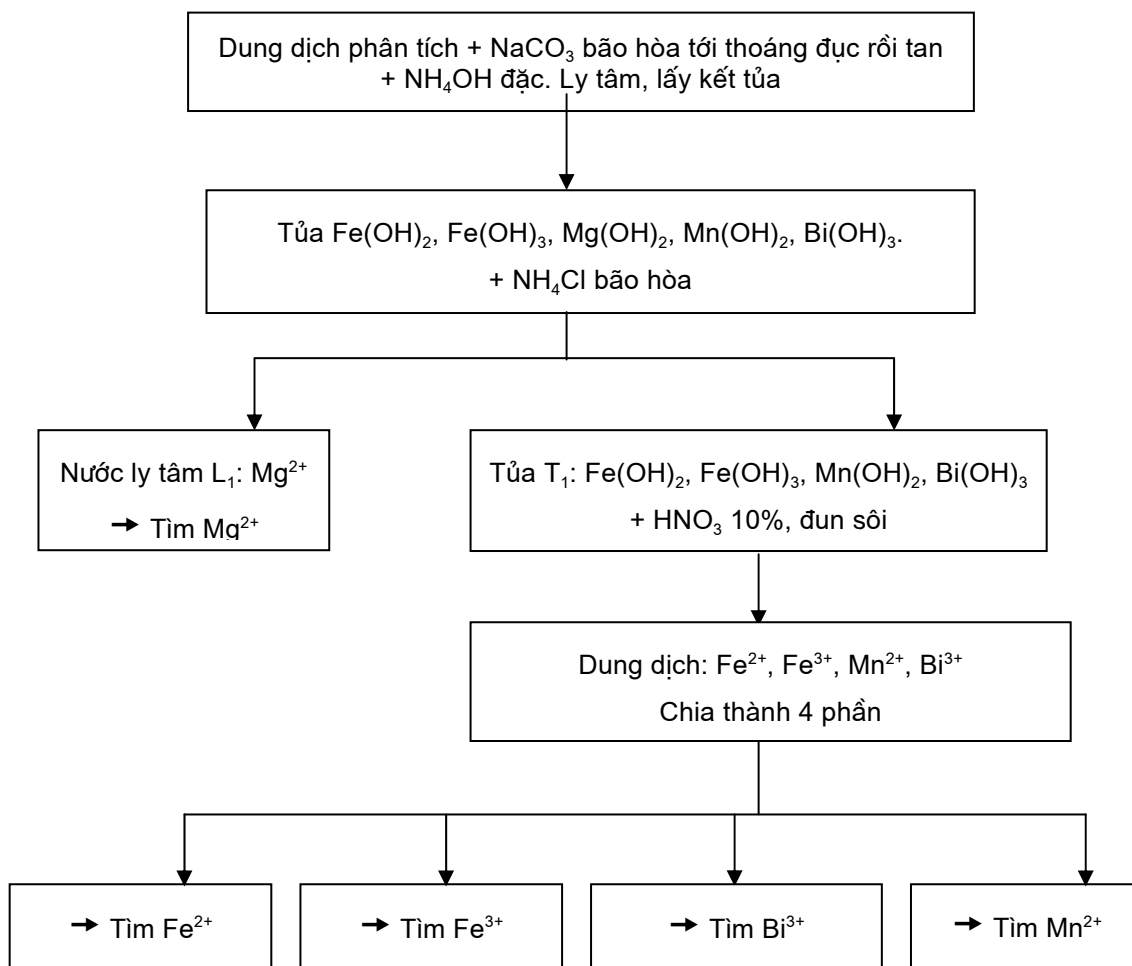 Dung dịch phân tích + NaCO₃ bão hòa tới thoáng đục rồi tan
+ NH₄OH đặc. Ly tâm, lấy kết tủa
Tủa Fe(OH)₂, Fe(OH)₃, Mg(OH)₂, Mn(OH)₂, Bi(OH)₃.
+ NH₄Cl bão hòa
Nước ly tâm L₁: Mg²⁺
→ Tìm Mg²⁺
Tủa T₁: Fe(OH)₂, Fe(OH)₃, Mn(OH)₂, Bi(OH)₃
+ HNO₃ 10%, đun sôi
Dung dịch: Fe²⁺, Fe³⁺, Mn²⁺, Bi³⁺
Chia thành 4 phần
→ Tìm Fe²⁺
→ Tìm Fe³⁺
→ Tìm Bi³⁺
→ Tìm Mn²⁺